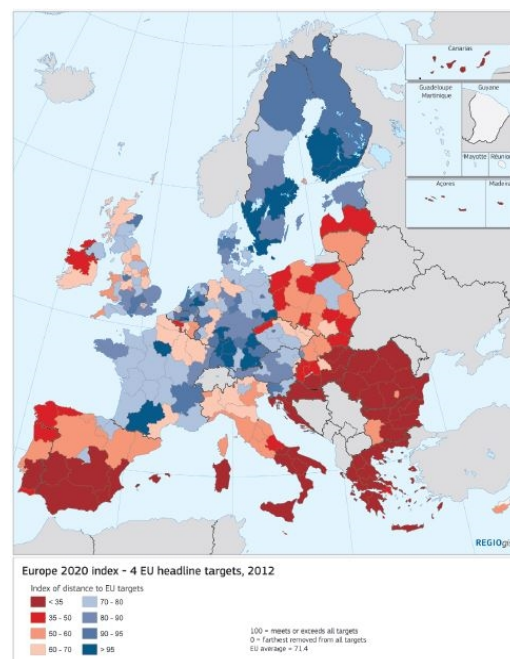 Canarias
Guadeloupe
Martinique
Guyane
Mayotte
Réunion
Açores
Madeira
REGIOgis
Europe 2020 index - 4 EU headline targets, 2012
Index of distance to EU targets
< 35
35 - 50
50 - 60
60 - 70
70 - 80
80 - 90
90 - 95
> 95
100 = meets or exceeds all targets
0 = farthest removed from all targets
EU average = 71.4